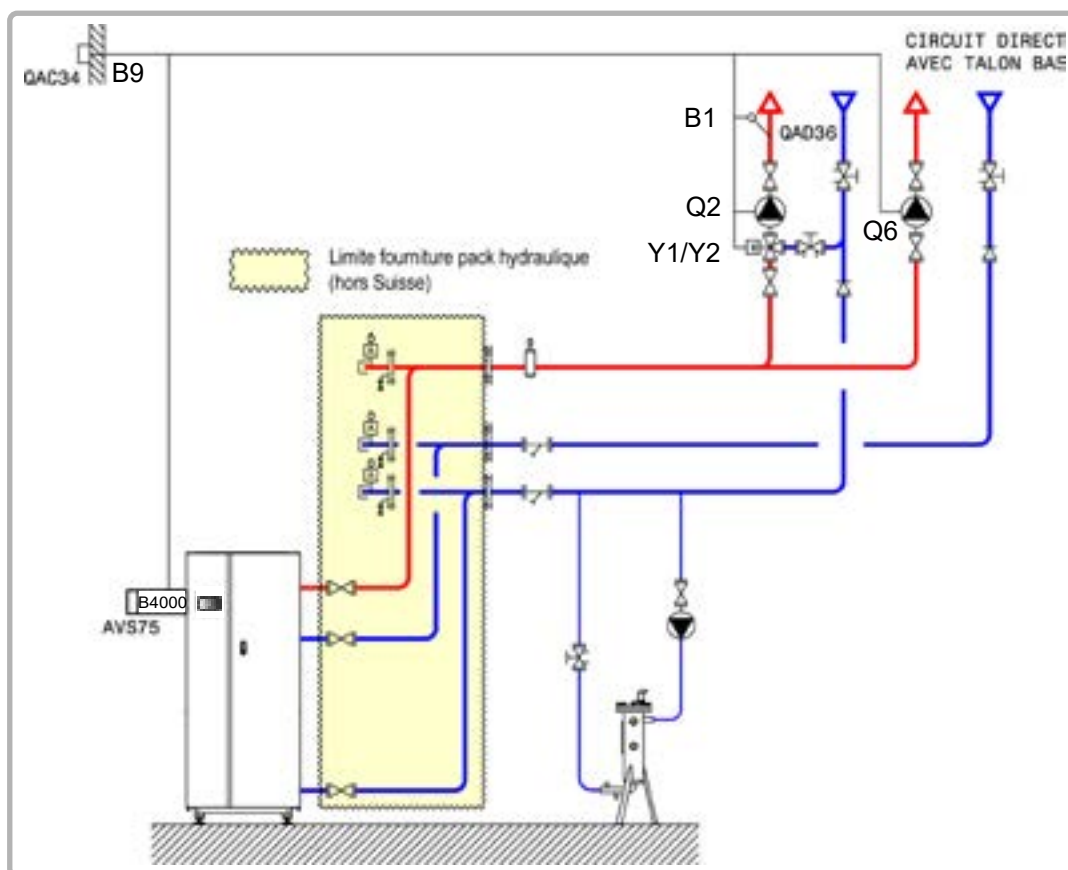 CIRCUIT DIRECT
AVEC TALON BAS
QAC34
B9
B1
QAD36
Q2
Q6
Y1/Y2
Limite fourniture pack hydraulique
(hors Suisse)
B4000
AVS75